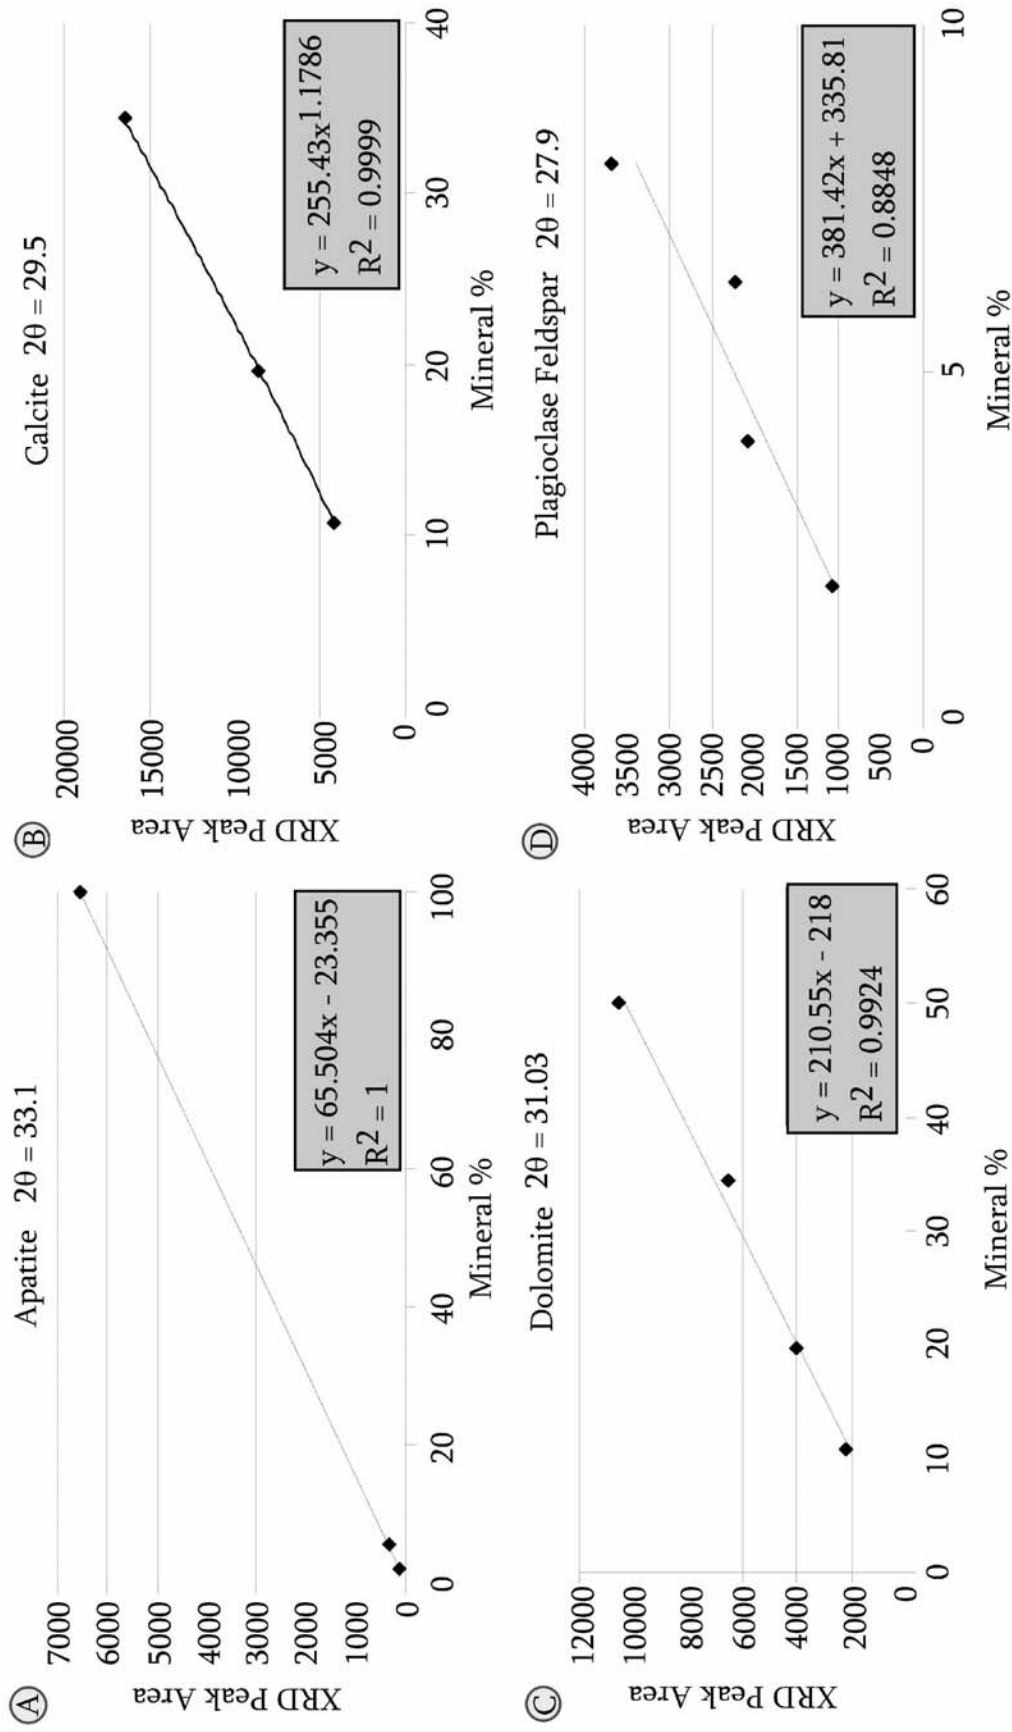 A
Apatite 2θ = 33.1
XRD Peak Area
7000
6000
5000
4000
3000
2000
1000
0
y = 65.504x - 23.355
R2 = 1
0 20 40 60 80 100
Mineral %
B
Calcite 2θ = 29.5
XRD Peak Area
20000
15000
10000
5000
0
y = 255.43x1.1786
R2 = 0.9999
0 10 20 30 40
Mineral %
C
Dolomite 2θ = 31.03
XRD Peak Area
12000
10000
8000
6000
4000
2000
0
y = 210.55x - 218
R2 = 0.9924
0 10 20 30 40 50 60
Mineral %
D
Plagioclase Feldspar 2θ = 27.9
XRD Peak Area
4000
3500
3000
2500
2000
1500
1000
500
0
y = 381.42x + 335.81
R2 = 0.8848
0 5 10
Mineral %